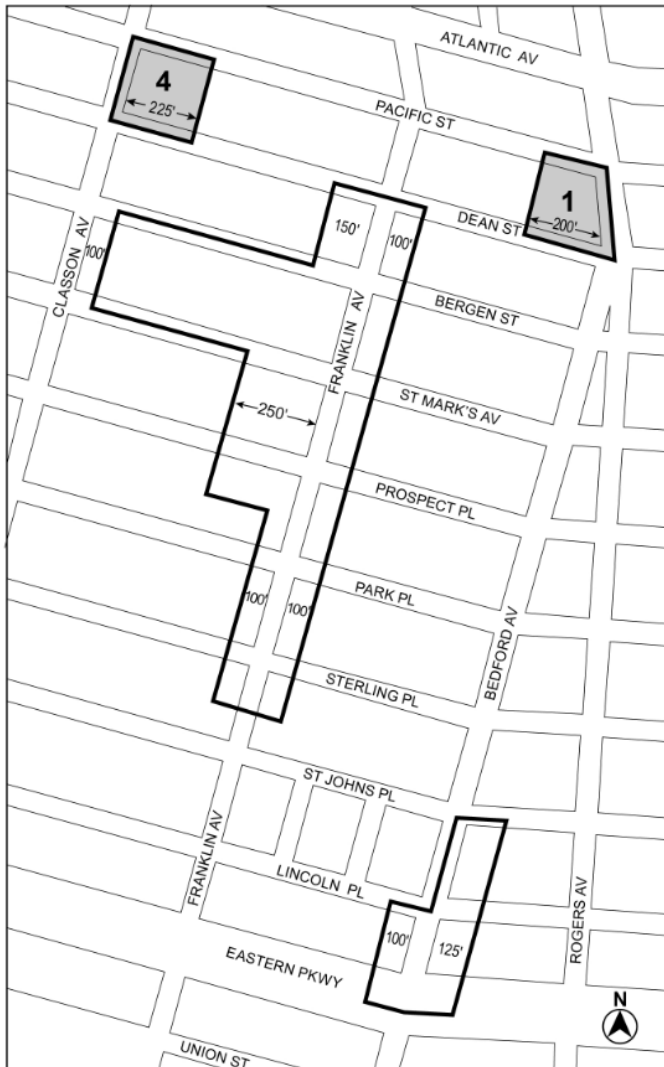 ATLANTIC AV
4
225'
PACIFIC ST
1
200'
DEAN ST
150'
100'
100'
CLASSON AV
BERGEN ST
FRANKLIN AV
ST MARK'S AV
250'
PROSPECT PL
PARK PL
100'
100'
BEDFORD AV
STERLING PL
ST JOHNS PL
FRANKLIN AV
LINCOLN PL
ROGERS AV
100'
125'
EASTERN PKWY
N
UNION ST